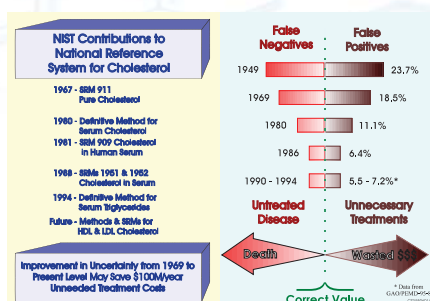 NIST Contributions to
National Reference
System for Cholesterol
1967 - SRM 911
Pure Cholesterol
1980 - Definitive Method for
Serum Cholesterol
1981 - SRM 909 Cholesterol
in Human Serum
1988 - SRMs 1951 & 1952
Cholesterol in Serum
1994 - Definitive Method for
Serum Triglycerides
Future - Methods & SRMs for
HDL & LDL Cholesterol
Improvement in Uncertainty from 1969 to
Present Level May Save $100M/year
Unneeded Treatment Costs
False
Negatives
False
Positives
1949 23,7%
1969 18,5%
1980 11.1%
1986 6.4%
1990 - 1994 5,5 - 7,2%*
Untreated
Disease
Unnecessary
Treatments
Death
Wasted $$$
Correct Value
* Data from